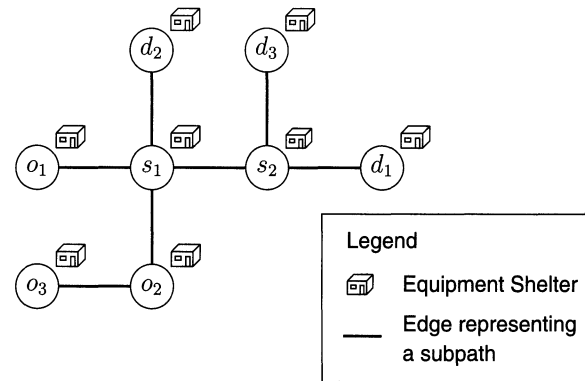 d₂ d₃
o₁ s₁ s₂ d₁
o₃ o₂
Legend
Equipment Shelter
Edge representing
a subpath